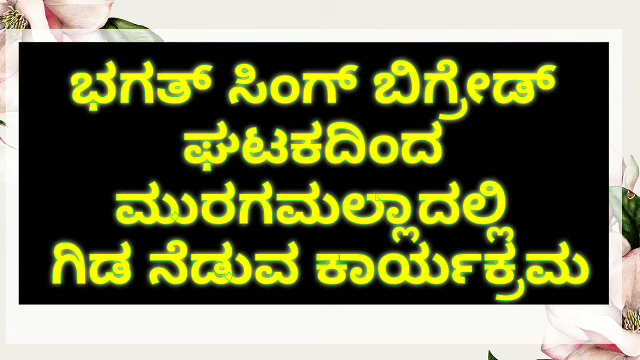 ಭಗತ್ ಸಿಂಗ್ ಬಿಗ್ರೇಡ್
ಘಟಕದಿಂದ
ಮುರಗಮಲ್ಲಾದಲ್ಲಿ
ಗಿಡ ನೆಡುವ ಕಾರ್ಯಕ್ರಮ